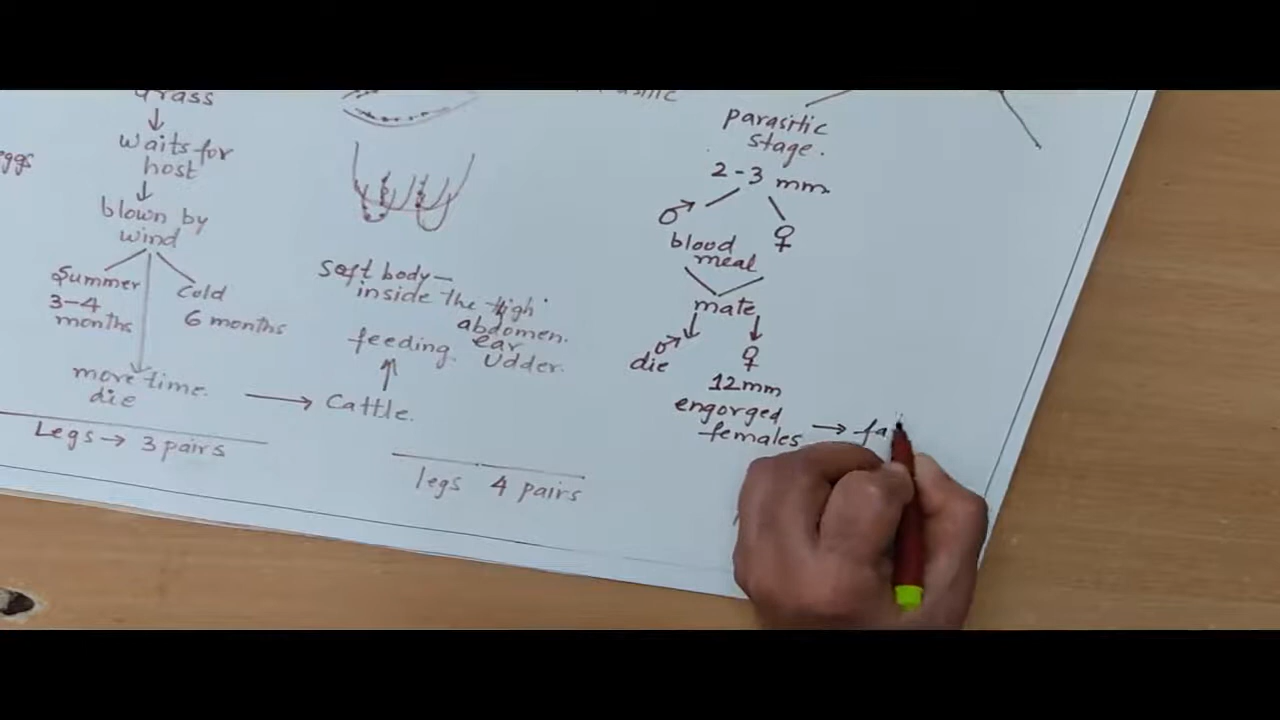 Grass
↓
waits for
host
↓
blown by
wind
Summer
3-4
months
Cold
6 months
more time.
die
→ Cattle.
Legs → 3 pairs
eggs
Soft body—
inside the thigh
abdomen.
ear
Udder.
feeding.
legs 4 pairs
parasitic
stage.
2-3 mm
♂ ♀
blood
meal
mate
↓ ↓
♂
die
♀
12mm
engorged
females → fa